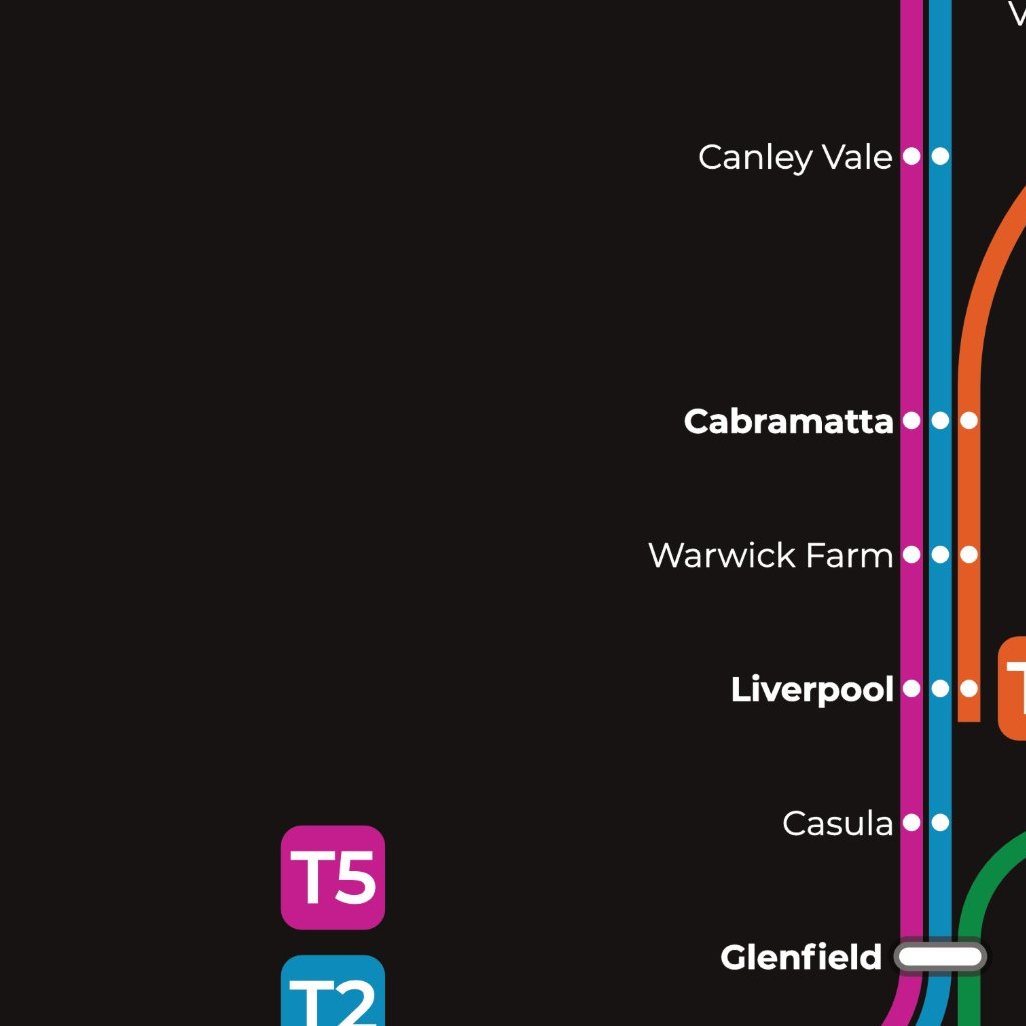 Canley Vale
Cabramatta
Warwick Farm
Liverpool
Casula
T5
Glenfield
T2